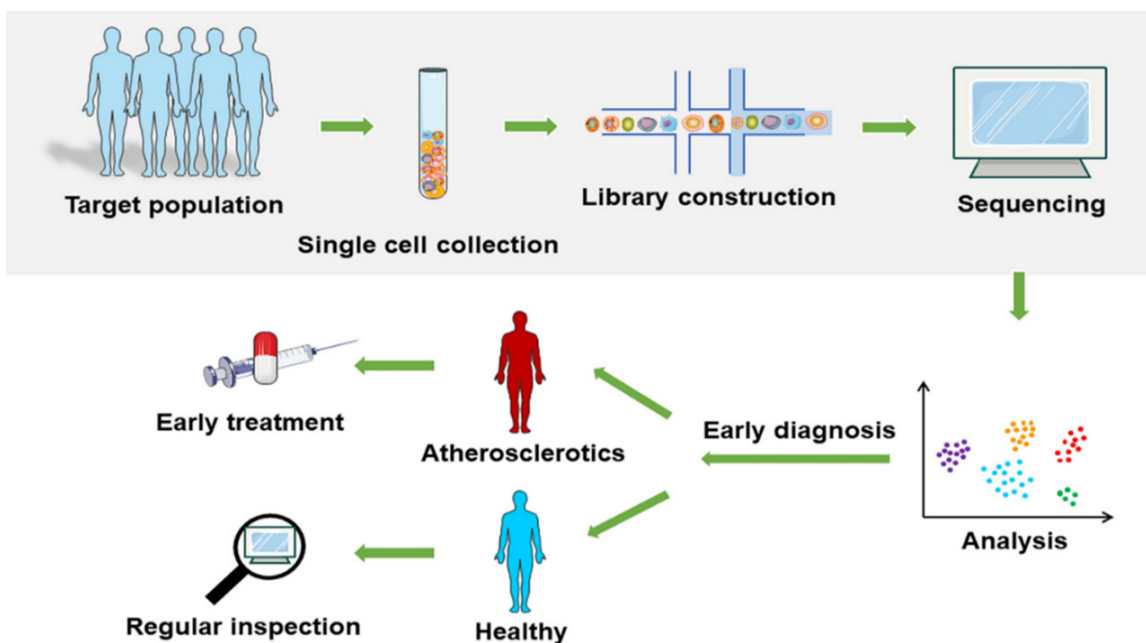 Target population
Single cell collection
Library construction
Sequencing
Early treatment
Atherosclerotics
Early diagnosis
Analysis
Regular inspection
Healthy